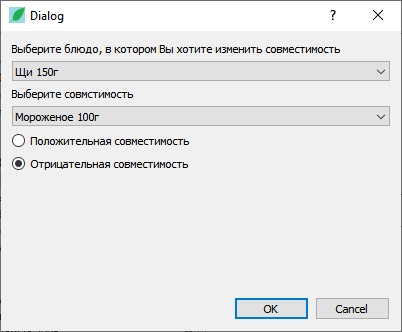 Dialog
Выберите блюдо, в котором Вы хотите изменить совместимость
Щи 150г
Выберите совмстимость
Мороженое 100г
Положительная совместимость
Отрицательная совместимость
OK Cancel